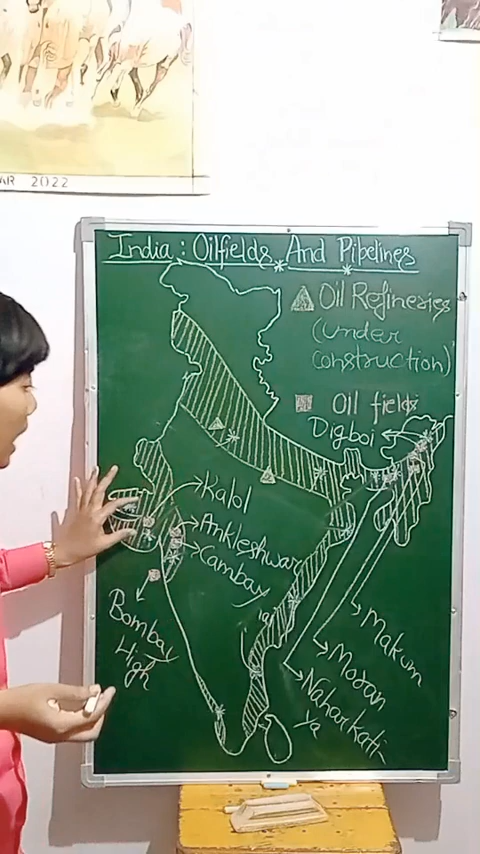 AR 2022
India : Oilfields And Pipelines
Oil Refineries
(Under
Construction)
Oil fields
Digboi
Kalol
Ankleshwar
Cambay
Bombay
High
Makum
Moran
Naharkati
ya